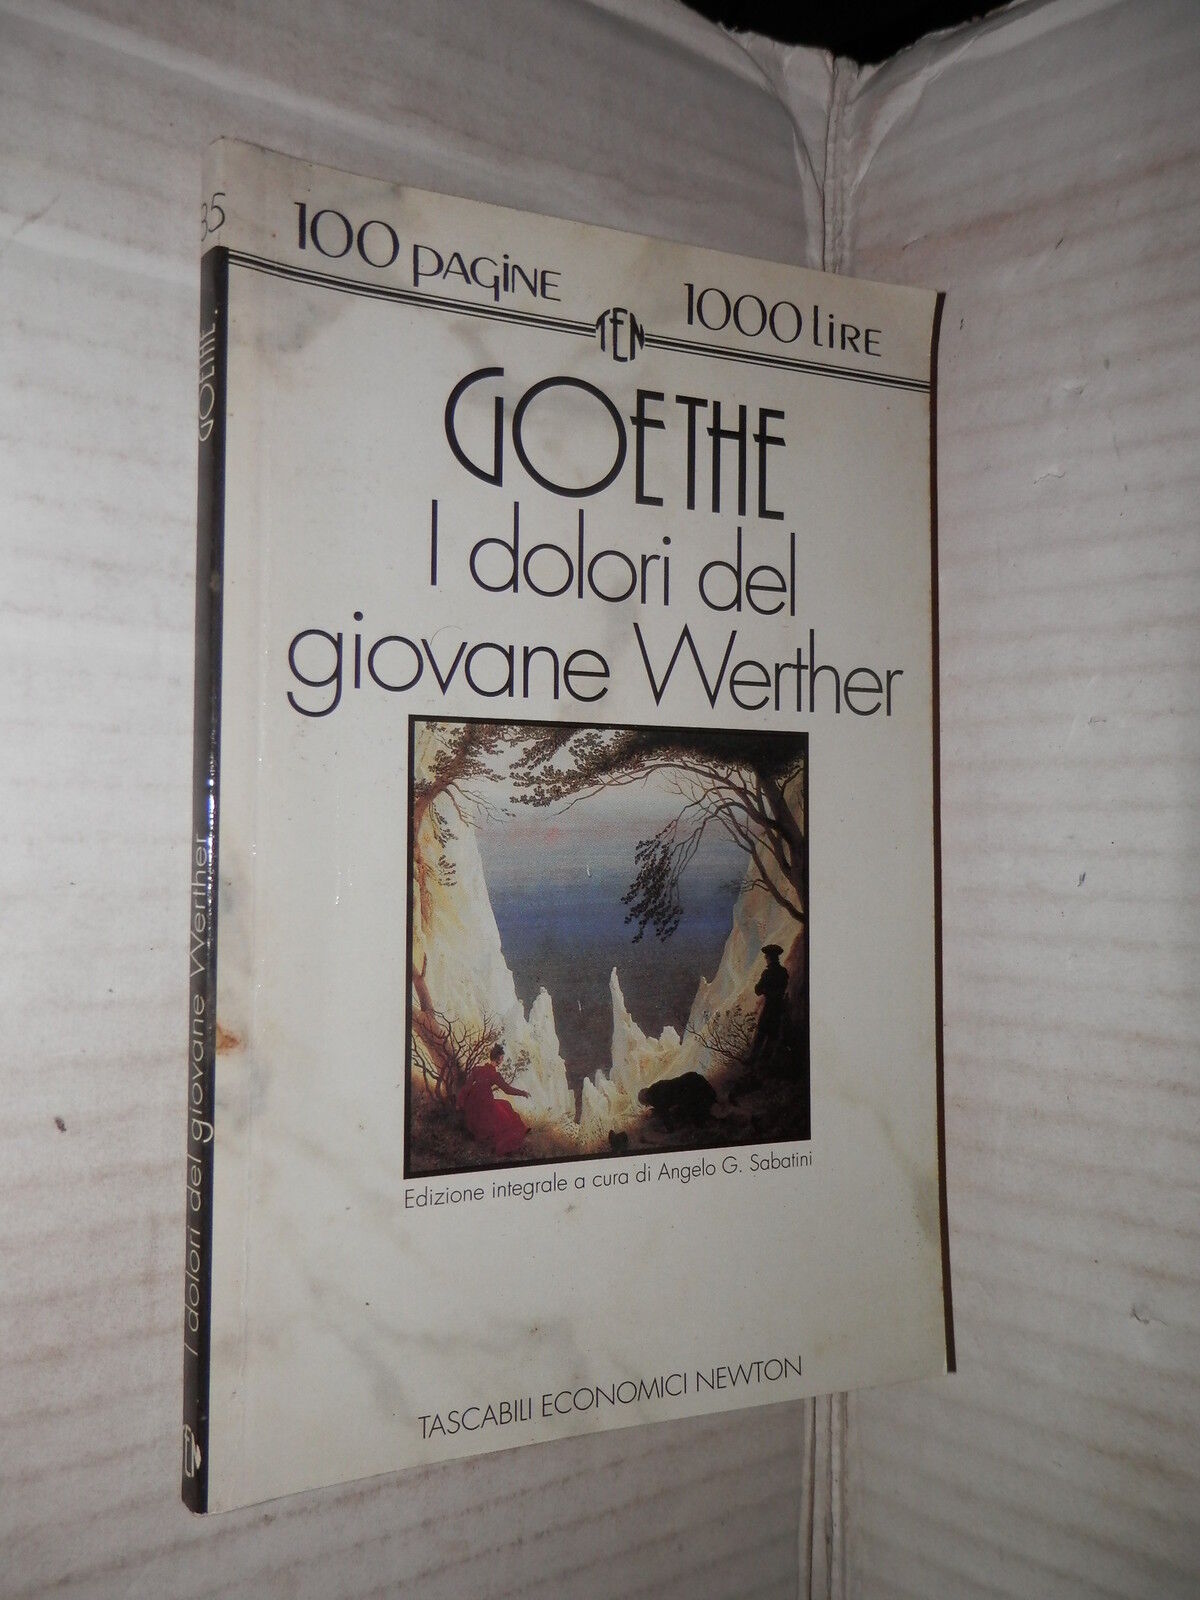 100 PAGINE
1000 LIRE
TEN
GOETHE
I dolori del
giovane Werther
Edizione integrale a cura di Angelo G. Sabatini
TASCABILI ECONOMICI NEWTON
35
GOETHE
I dolori del giovane Werther